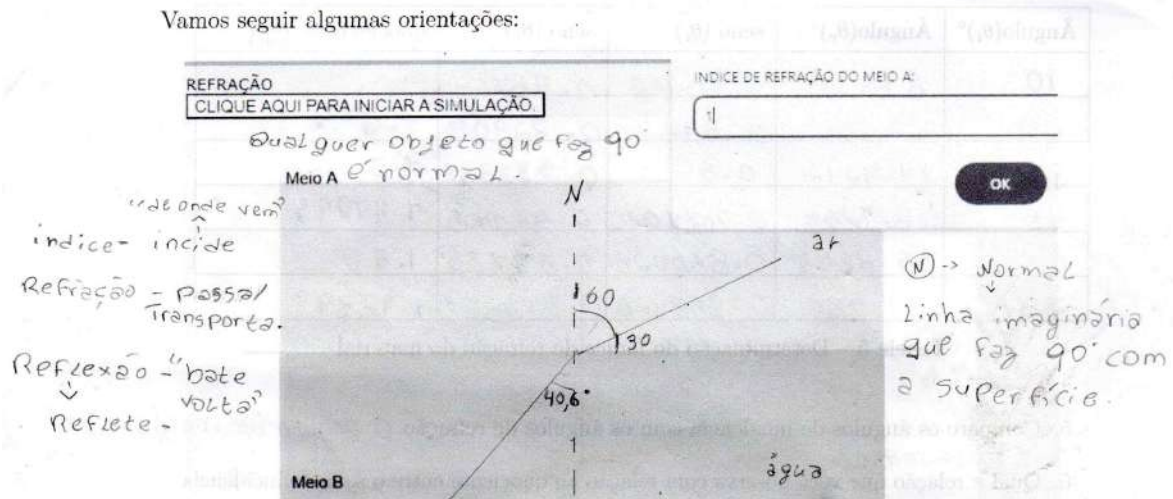 Vamos seguir algumas orientações:
REFRAÇÃO
CLIQUE AQUI PARA INICIAR A SIMULAÇÃO.
INDICE DE REFRAÇÃO DO MEIO A:
1
OK
Qualquer objeto que faz 90°
é normal.
Meio A
N
"de onde vem"
indice - incide
Refração - passa/
Transporta.
Reflexão - "bate
volta"
Reflete
ar
60
30
40,6°
N -> Normal
Linha imaginária
que faz 90° com
a superfície.
água
Meio B